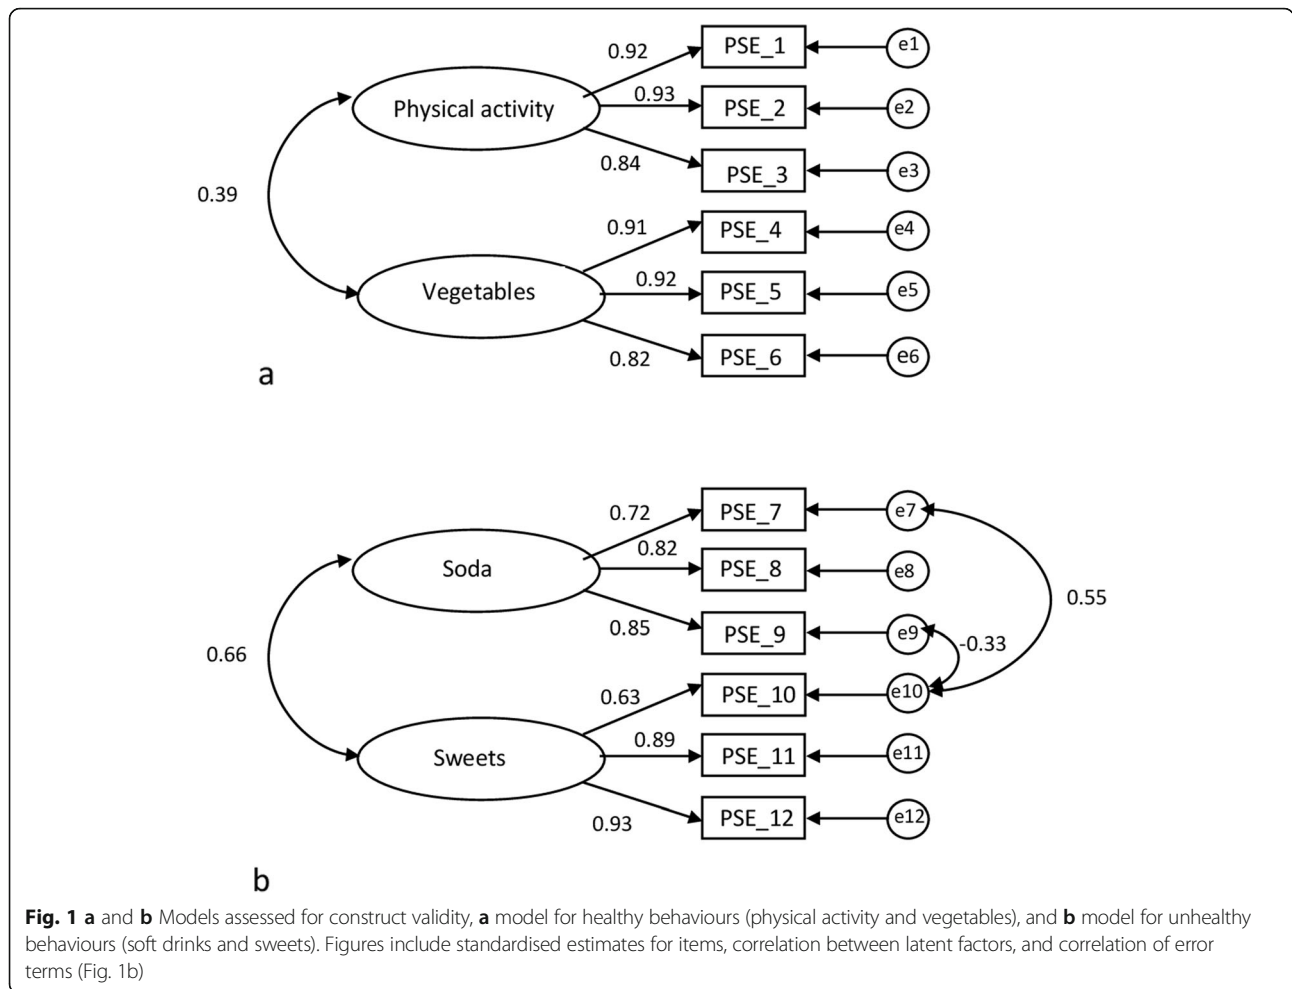 0.92
PSE_1
e1
Physical activity
0.93
PSE_2
e2
0.84
PSE_3
e3
0.39
0.91
PSE_4
e4
Vegetables
0.92
PSE_5
e5
0.82
PSE_6
e6
a
0.72
PSE_7
e7
Soda
0.82
PSE_8
e8
0.55
0.85
PSE_9
e9
-0.33
0.66
0.63
PSE_10
e10
Sweets
0.89
PSE_11
e11
0.93
PSE_12
e12
b
Fig. 1 a and b Models assessed for construct validity, a model for healthy behaviours (physical activity and vegetables), and b model for unhealthy
behaviours (soft drinks and sweets). Figures include standardised estimates for items, correlation between latent factors, and correlation of error
terms (Fig. 1b)